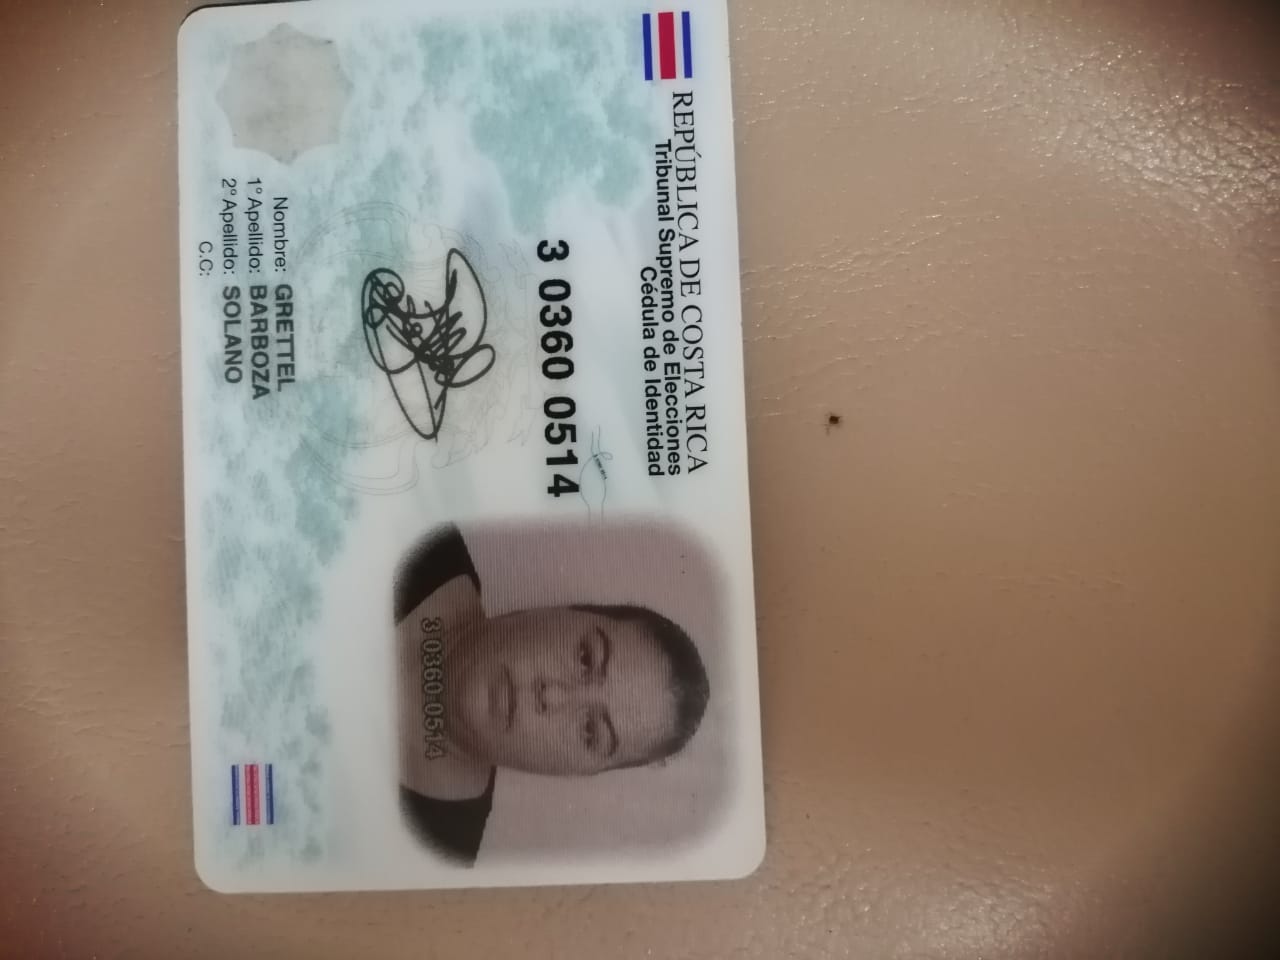 REPÚBLICA DE COSTA RICA
Tribunal Supremo de Elecciones
Cédula de Identidad
3 0360 0514
3 0360 0514
Nombre: GRETTEL
1° Apellido: BARBOZA
2° Apellido: SOLANO
C.C: